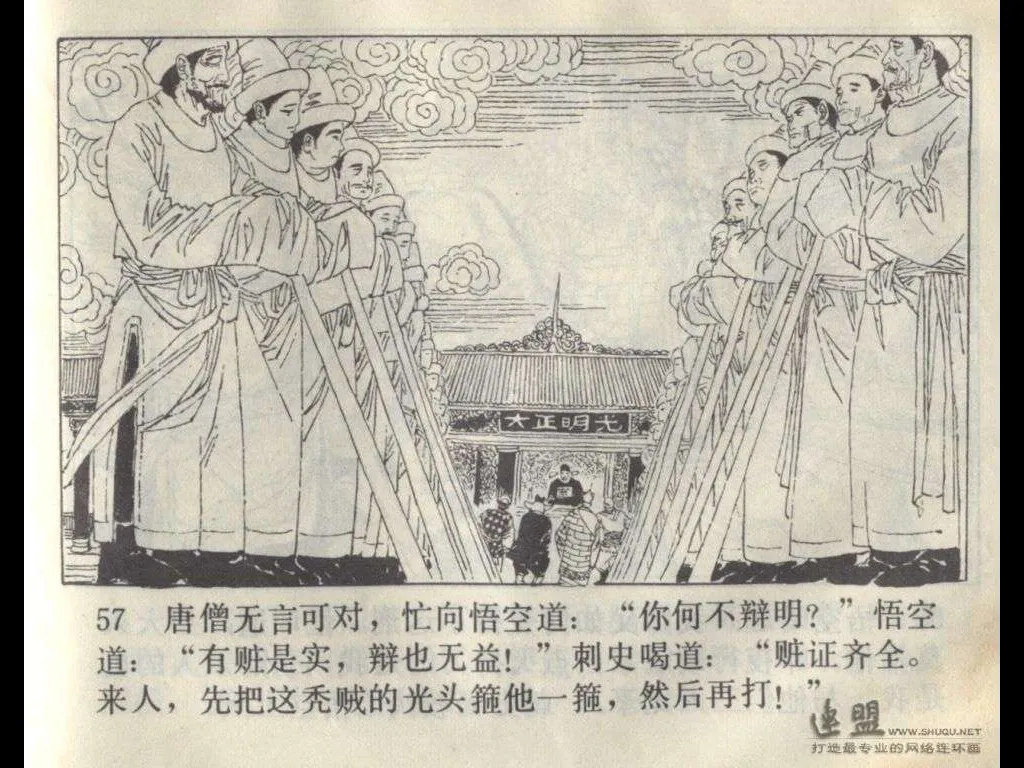 大正明光
57 唐僧无言可对，忙向悟空道：“你何不辩明？”悟空
道：“有赃是实，辩也无益！”刺史喝道：“赃证齐全。
来人，先把这秃贼的光头箍他一箍，然后再打！”
连盟 WWW.SHUQU.NET
打造最专业的网络连环画